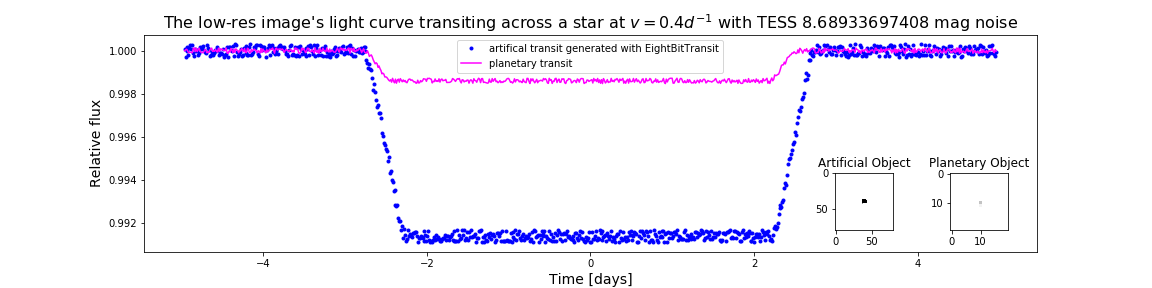 The low-res image's light curve transiting across a star at v = 0.4d⁻¹ with TESS 8.68933697408 mag noise
artifical transit generated with EightBitTransit
planetary transit
Relative flux
1.000
0.998
0.996
0.994
0.992
Artificial Object
0
50
0 50
Planetary Object
0
10
0 10
−4 −2 0 2 4
Time [days]